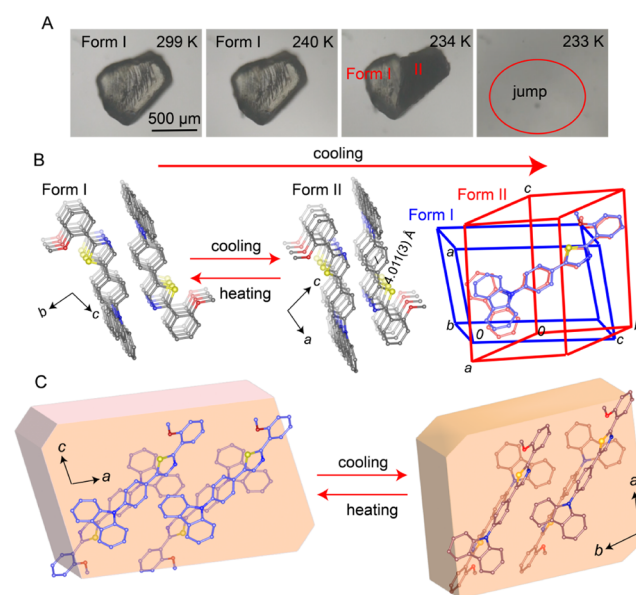 A
Form I 299 K
500 µm
Form I 240 K
234 K
Form I II
233 K
jump
cooling
B
Form I
Form II
cooling
heating
4.011(3) Å
b c
c
a
Form II
Form I
c
a
b 0 0 b
c
a
C
c
a
cooling
heating
a
b